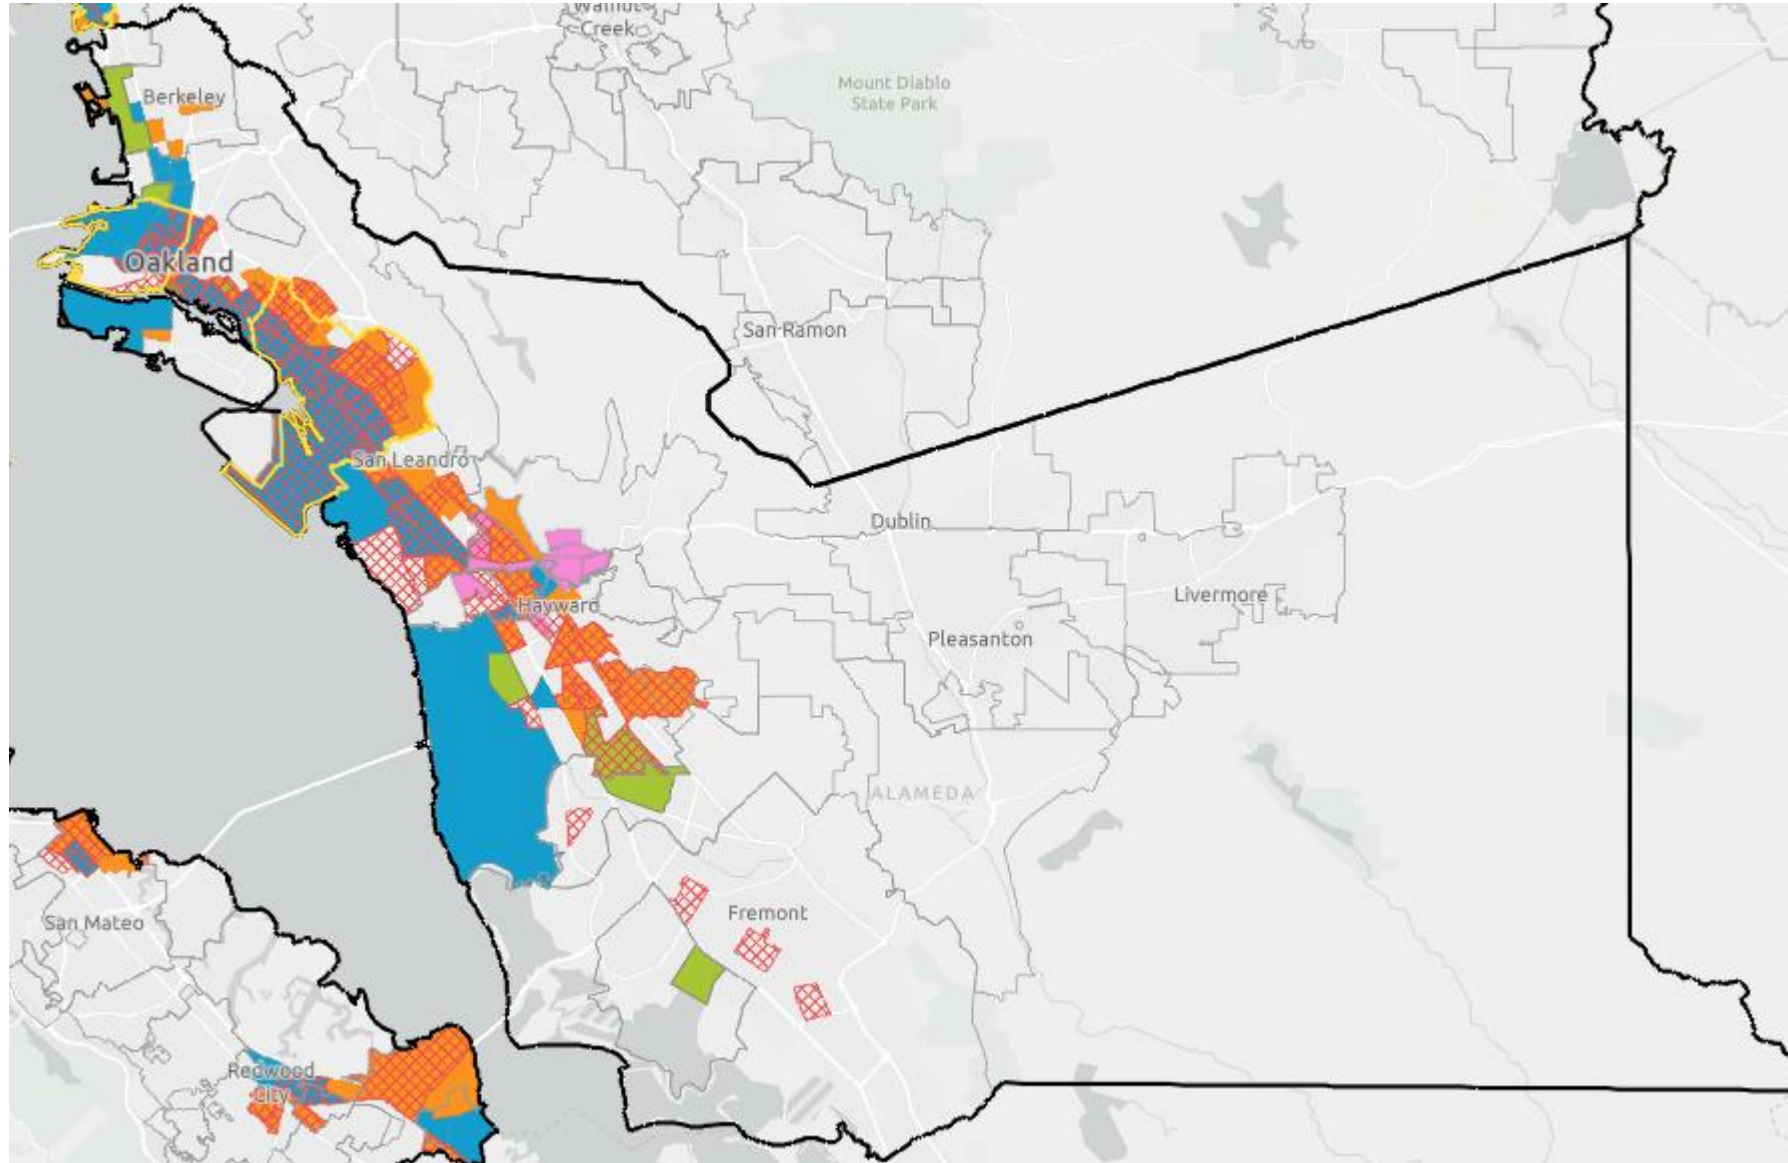 Walnut
Creek
Mount Diablo
State Park
Berkeley
Oakland
San Ramon
San Leandro
Dublin
Livermore
Hayward
Pleasanton
ALAMEDA
San Mateo
Fremont
Redwood
City